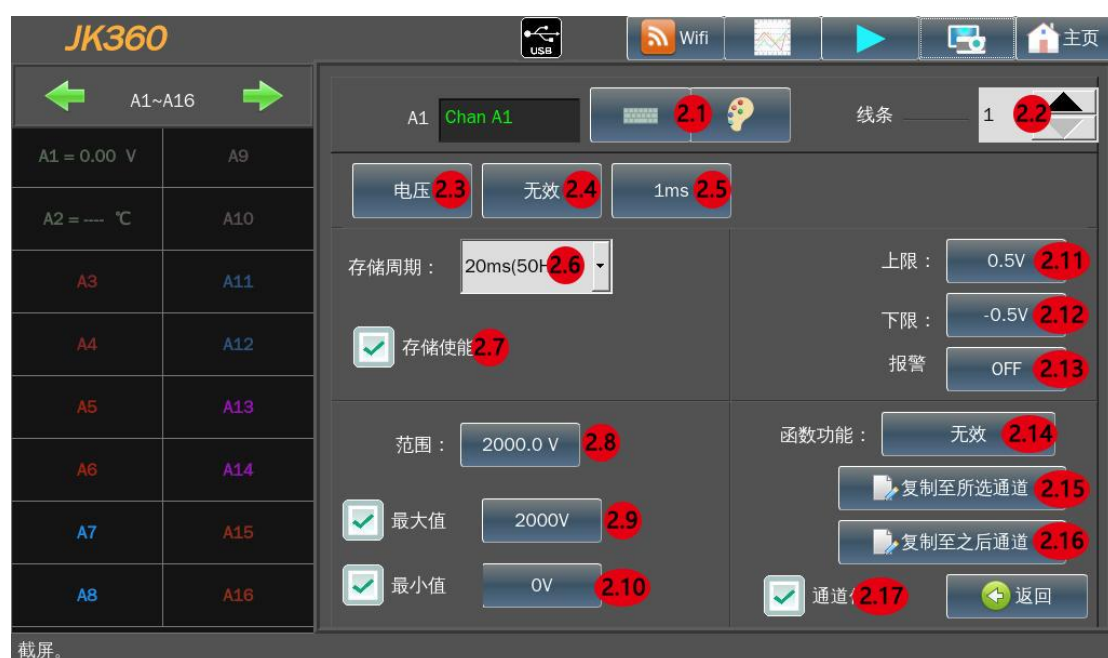 JK360
USB
Wifi
主页
A1~A16
A1 = 0.00 V
A9
A2 = ---- ℃
A10
A3
A11
A4
A12
A5
A13
A6
A14
A7
A15
A8
A16
A1
Chan A1
2.1
线条
1
2.2
电压
2.3
无效
2.4
1ms
2.5
存储周期：
20ms(50H
2.6
存储使能
2.7
上限：
0.5V
2.11
下限：
-0.5V
2.12
报警
OFF
2.13
范围：
2000.0 V
2.8
最大值
2000V
2.9
最小值
0V
2.10
函数功能：
无效
2.14
复制至所选通道
2.15
复制至之后通道
2.16
通道
2.17
返回
截屏。